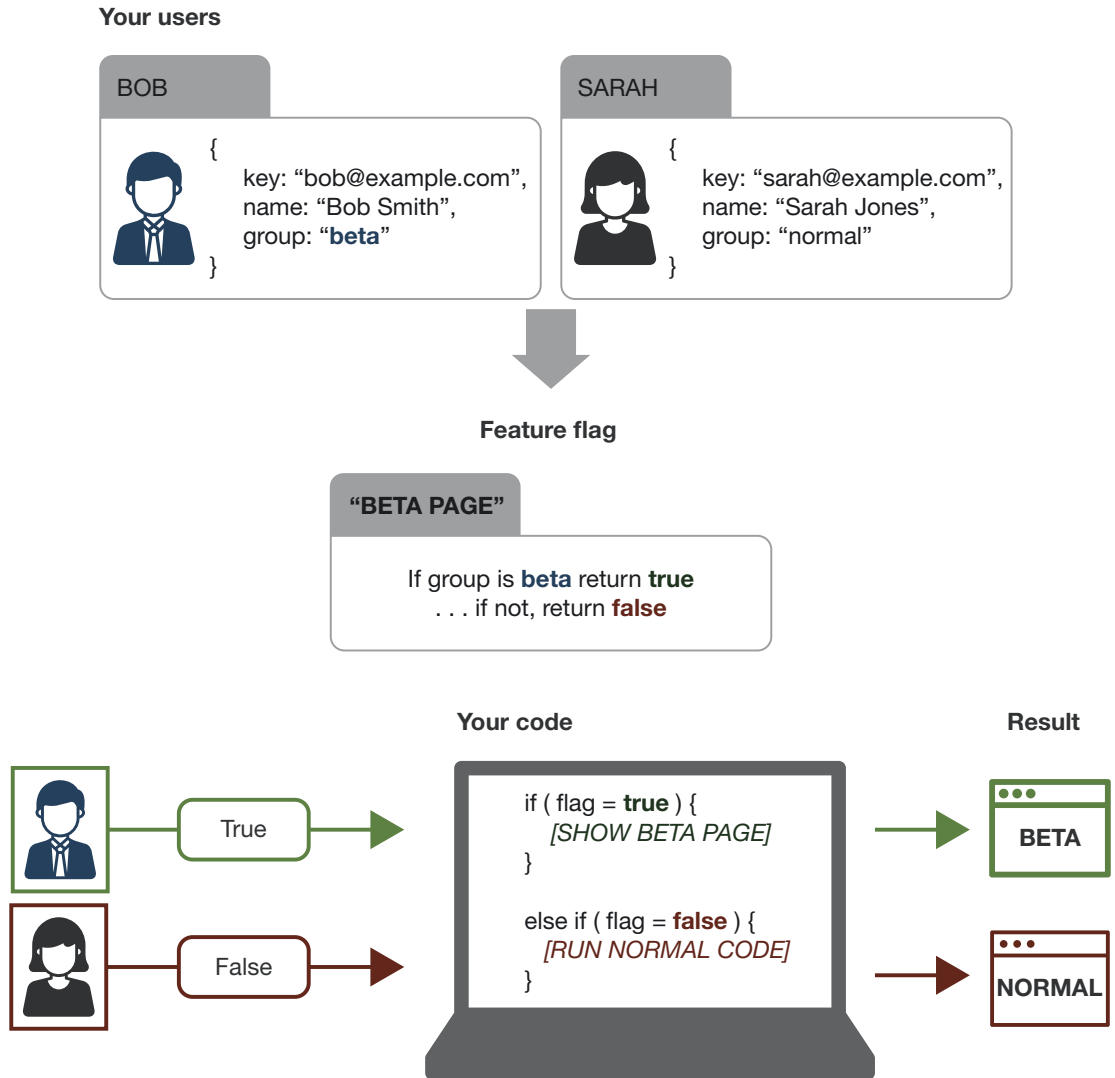 Your users
BOB
{
key: “bob@example.com”,
name: “Bob Smith”,
group: “beta”
}
SARAH
{
key: “sarah@example.com”,
name: “Sarah Jones”,
group: “normal”
}
Feature flag
“BETA PAGE”
If group is beta return true
. . . if not, return false
Your code
Result
True
if ( flag = true ) {
[SHOW BETA PAGE]
}
BETA
False
else if ( flag = false ) {
[RUN NORMAL CODE]
}
NORMAL